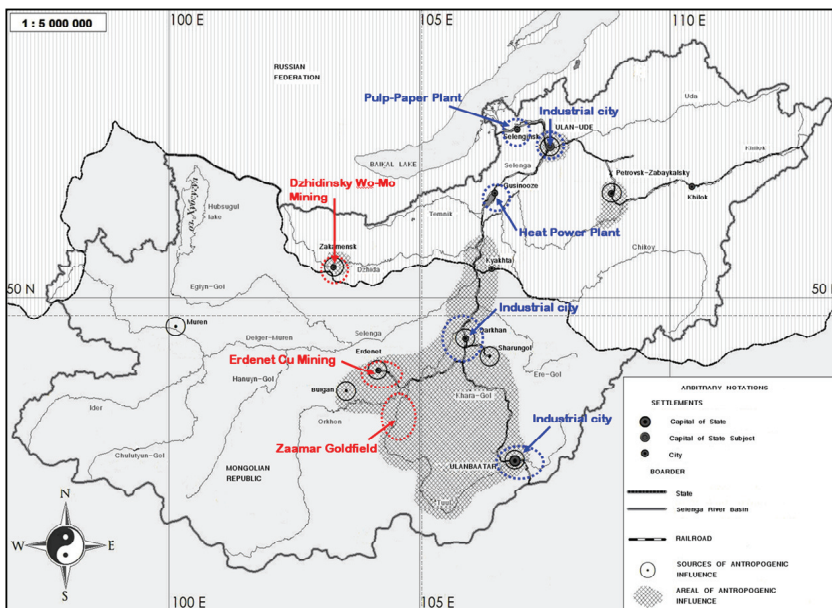 1 : 5 000 000
100 E
105 E
110 E
RUSSIAN
FEDERATION
Pulp-Paper Plant
Industrial city
Selenginsk
ULAN-UDE
Uda
BAIKAL LAKE
Selenga
Khilok
Petrovsk-Zabaykalsky
Khilok
Hubsugul
lake
Dzhidinsky Wo-Mo
Mining
Gusinooze
Temnik
Heat Power Plant
Zakamensk
Dzhida
Kyakhta
Chikoy
50 N
50 N
Egiyn-Gol
Industrial city
Muren
Selenga
Delger-Muren
Darkhan
Sharungol
Erdenet
Erdenet Cu Mining
Hanuyn-Gol
Bulgan
Ere-Gol
Ider
Khara-Gol
Orkhon
Industrial city
Zaamar Goldfield
Chulutyun-Gol
MONGOLIAN
REPUBLIC
ULANBAATAR
Tuul
N
W
E
S
100 E
105 E
ARBITRARY NOTATIONS
SETTLEMENTS
Capital of State
Capital of State Subject
City
BOARDER
State
Selenga River Basin
RAILROAD
SOURCES OF ANTROPOGENIC
INFLUENCE
AREAL OF ANTROPOGENIC
INFLUENCE